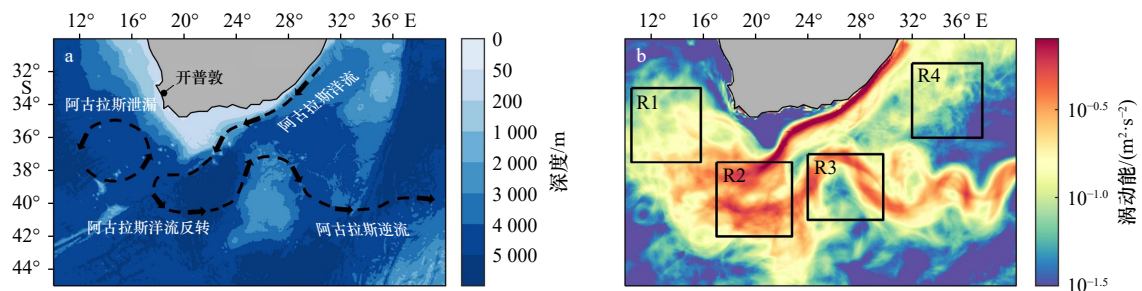 12° 16° 20° 24° 28° 32° 36° E
32°
S
34°
36°
38°
40°
42°
44°
a
开普敦
阿古拉斯泄漏
阿古拉斯洋流
阿古拉斯洋流反转
阿古拉斯逆流
0
50
200
1 000
2 000
3 000
4 000
5 000
深度/m
12° 16° 20° 24° 28° 32° 36° E
b
R1
R2
R3
R4
10^−0.5
10^−1.0
10^−1.5
涡动能/(m²·s⁻²)